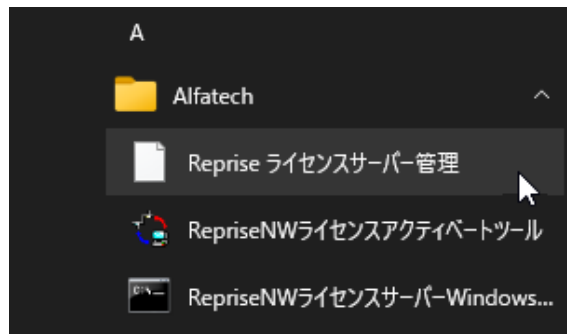 A
Alfatech
Reprise ライセンスサーバー管理
RepriseNWライセンスアクティベートツール
RepriseNWライセンスサーバーWindows...